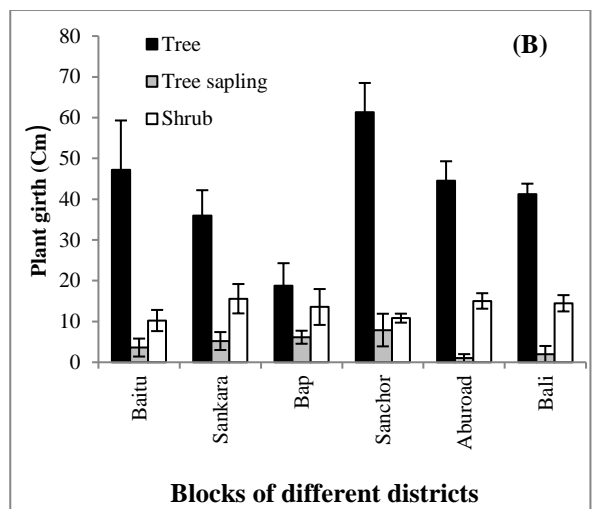 (B)
Tree
Tree sapling
Shrub
Plant girth (Cm)
80
70
60
50
40
30
20
10
0
Baitu
Sankara
Bap
Sanchor
Aburoad
Bali
Blocks of different districts